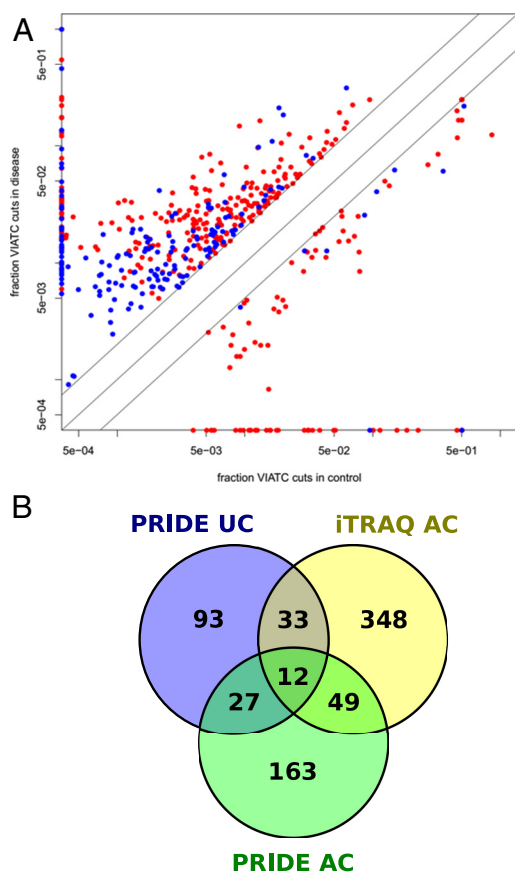 A
fraction VIATC cuts in disease
5e-01
5e-02
5e-03
5e-04
5e-04 5e-03 5e-02 5e-01
fraction VIATC cuts in control
B
PRIDE UC iTRAQ AC
93 33 348
12
27 49
163
PRIDE AC